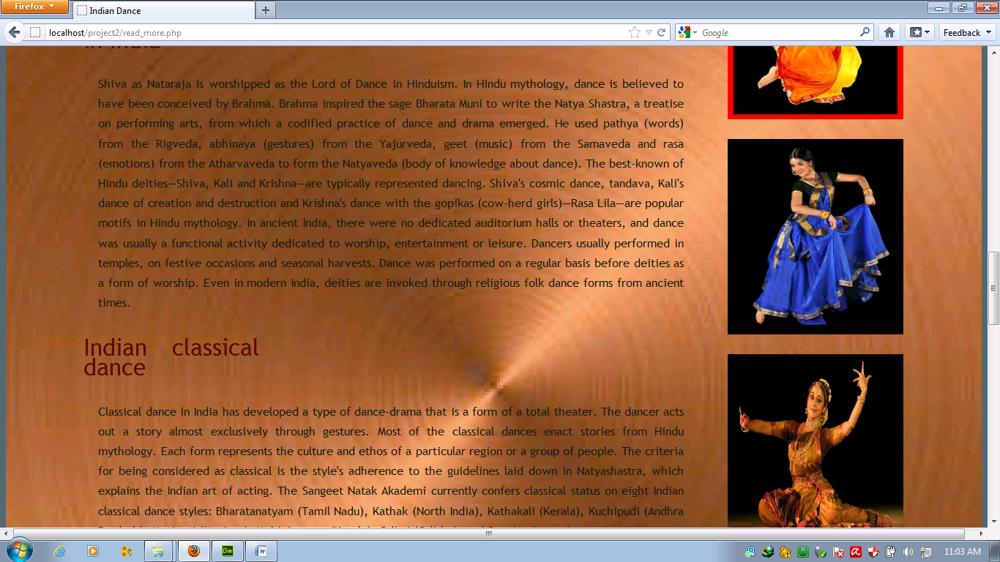 Firefox
Indian Dance
localhost/project2/read_more.php
Google
Feedback
in India
Shiva as Nataraja is worshipped as the Lord of Dance in Hinduism. In Hindu mythology, dance is believed to
have been conceived by Brahma. Brahma inspired the sage Bharata Muni to write the Natya Shastra, a treatise
on performing arts, from which a codified practice of dance and drama emerged. He used pathya (words)
from the Rigveda, abhinaya (gestures) from the Yajurveda, geet (music) from the Samaveda and rasa
(emotions) from the Atharvaveda to form the Natyaveda (body of knowledge about dance). The best-known of
Hindu deities—Shiva, Kali and Krishna—are typically represented dancing. Shiva's cosmic dance, tandava, Kali's
dance of creation and destruction and Krishna's dance with the gopikas (cow-herd girls)—Rasa Lila—are popular
motifs in Hindu mythology. In ancient India, there were no dedicated auditorium halls or theaters, and dance
was usually a functional activity dedicated to worship, entertainment or leisure. Dancers usually performed in
temples, on festive occasions and seasonal harvests. Dance was performed on a regular basis before deities as
a form of worship. Even in modern India, deities are invoked through religious folk dance forms from ancient
times.
Indian classical
dance
Classical dance in India has developed a type of dance-drama that is a form of a total theater. The dancer acts
out a story almost exclusively through gestures. Most of the classical dances enact stories from Hindu
mythology. Each form represents the culture and ethos of a particular region or a group of people. The criteria
for being considered as classical is the style's adherence to the guidelines laid down in Natyashastra, which
explains the Indian art of acting. The Sangeet Natak Akademi currently confers classical status on eight Indian
classical dance styles: Bharatanatyam (Tamil Nadu), Kathak (North India), Kathakali (Kerala), Kuchipudi (Andhra
Dw
W
11:03 AM